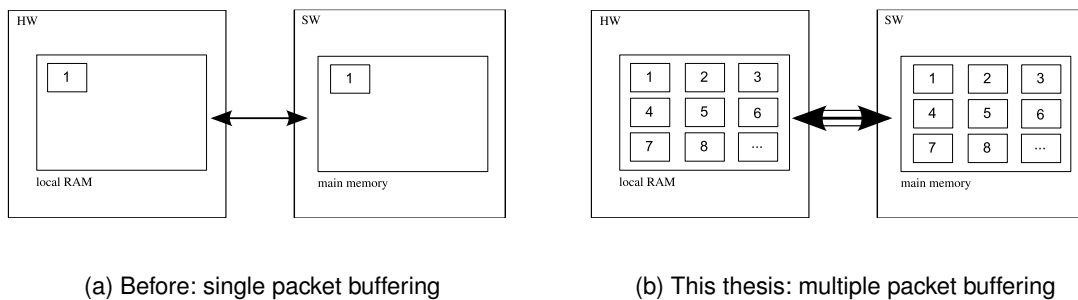 HW
1
local RAM
SW
1
main memory
(a) Before: single packet buffering
HW
1 2 3
4 5 6
7 8 ...
local RAM
SW
1 2 3
4 5 6
7 8 ...
main memory
(b) This thesis: multiple packet buffering